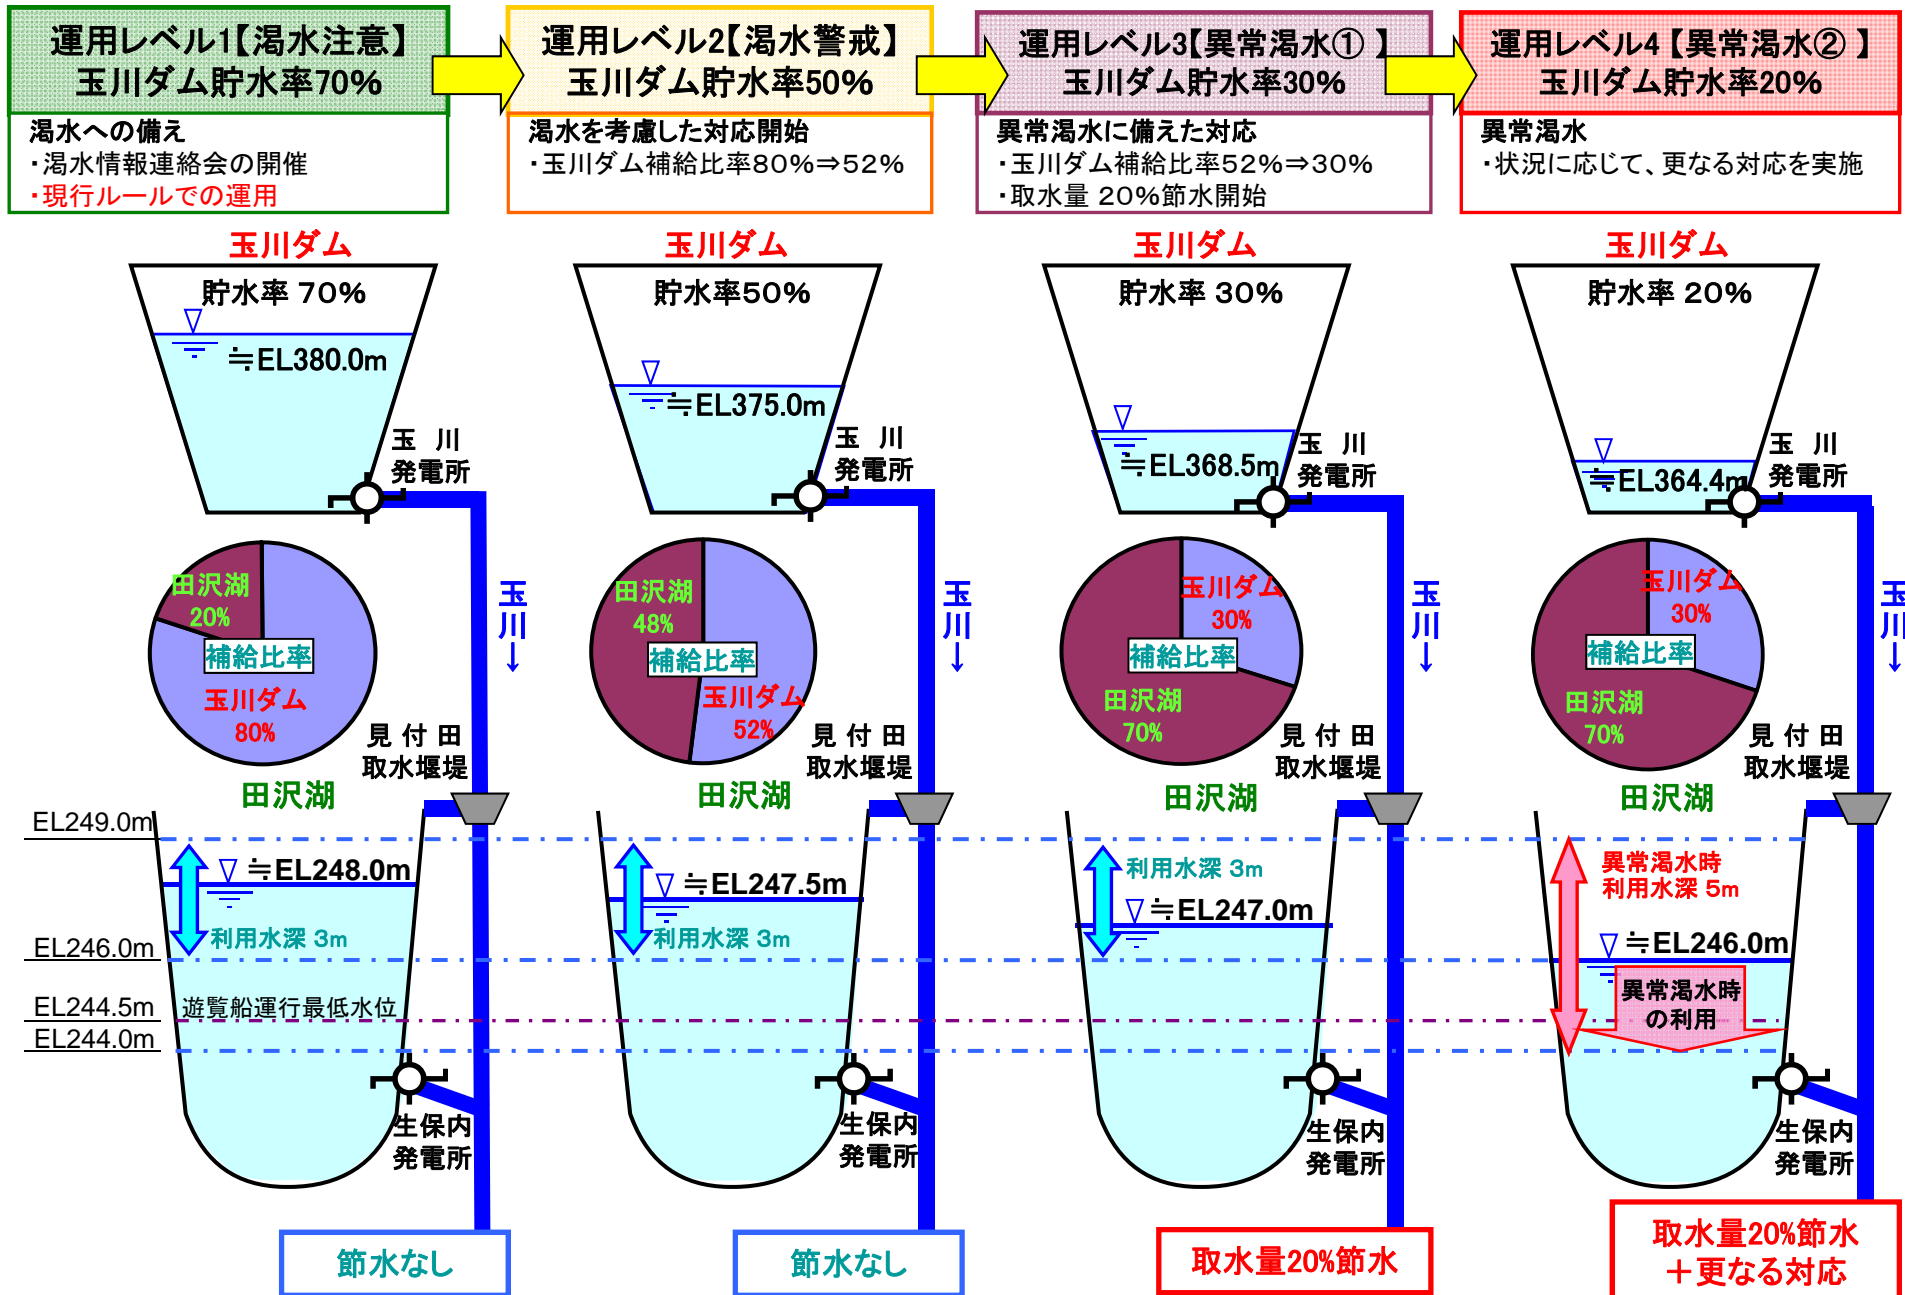 運用レベル1【渇水注意】
玉川ダム貯水率70%
渇水への備え
・渇水情報連絡会の開催
・現行ルールでの運用
運用レベル2【渇水警戒】
玉川ダム貯水率50%
渇水を考慮した対応開始
・玉川ダム補給比率80%⇒52%
運用レベル3【異常渇水① 】
玉川ダム貯水率30%
異常渇水に備えた対応
・玉川ダム補給比率52%⇒30%
・取水量 20%節水開始
運用レベル4 【異常渇水② 】
玉川ダム貯水率20%
異常渇水
・状況に応じて、更なる対応を実施
玉川ダム
貯水率 70%
≒EL380.0m
玉 川
発電所
田沢湖
20%
補給比率
玉川ダム
80%
玉川↓
見 付 田
取水堰堤
田沢湖
EL249.0m
≒EL248.0m
利用水深 3m
EL246.0m
EL244.5m
遊覧船運行最低水位
EL244.0m
生保内
発電所
節水なし
玉川ダム
貯水率50%
≒EL375.0m
玉 川
発電所
田沢湖
48%
補給比率
玉川ダム
52%
玉川↓
見 付 田
取水堰堤
田沢湖
≒EL247.5m
利用水深 3m
生保内
発電所
節水なし
玉川ダム
貯水率 30%
≒EL368.5m
玉 川
発電所
玉川ダム
30%
補給比率
田沢湖
70%
玉川↓
見 付 田
取水堰堤
田沢湖
利用水深 3m
≒EL247.0m
生保内
発電所
取水量20%節水
玉川ダム
貯水率 20%
≒EL364.4m
玉 川
発電所
玉川ダム
30%
補給比率
田沢湖
70%
玉川↓
見 付 田
取水堰堤
田沢湖
異常渇水時
利用水深 5m
≒EL246.0m
異常渇水時
の利用
生保内
発電所
取水量20%節水
＋更なる対応